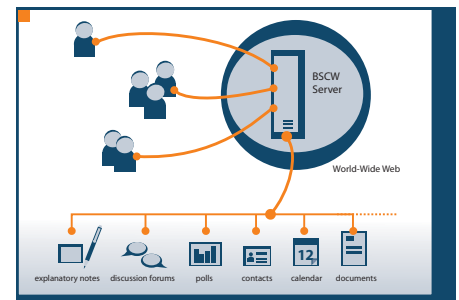 BSCW
Server
World-Wide Web
12
explanatory notes discussion forums polls contacts calendar documents